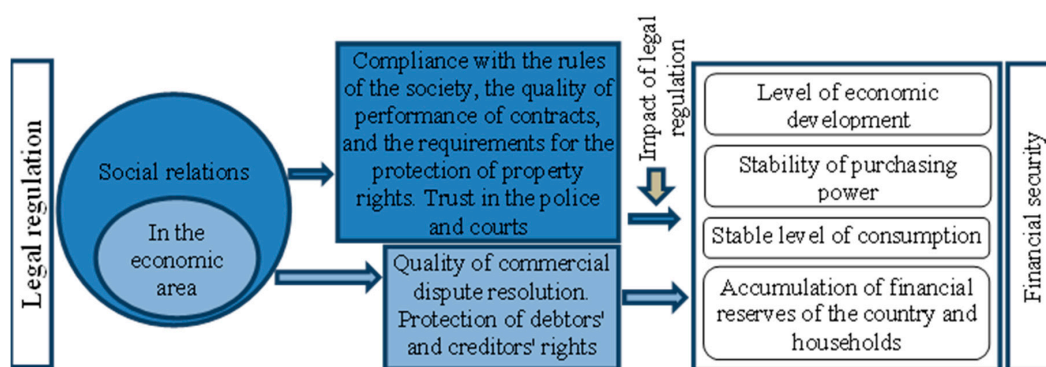 Legal regulation
Social relations
In the
economic
area
Compliance with the rules
of the society, the quality of
performance of contracts,
and the requirements for the
protection of property
rights. Trust in the police
and courts
Quality of commercial
dispute resolution.
Protection of debtors'
and creditors' rights
Impact of legal
regulation
Level of economic
development
Stability of purchasing
power
Stable level of consumption
Accumulation of financial
reserves of the country and
households
Financial security